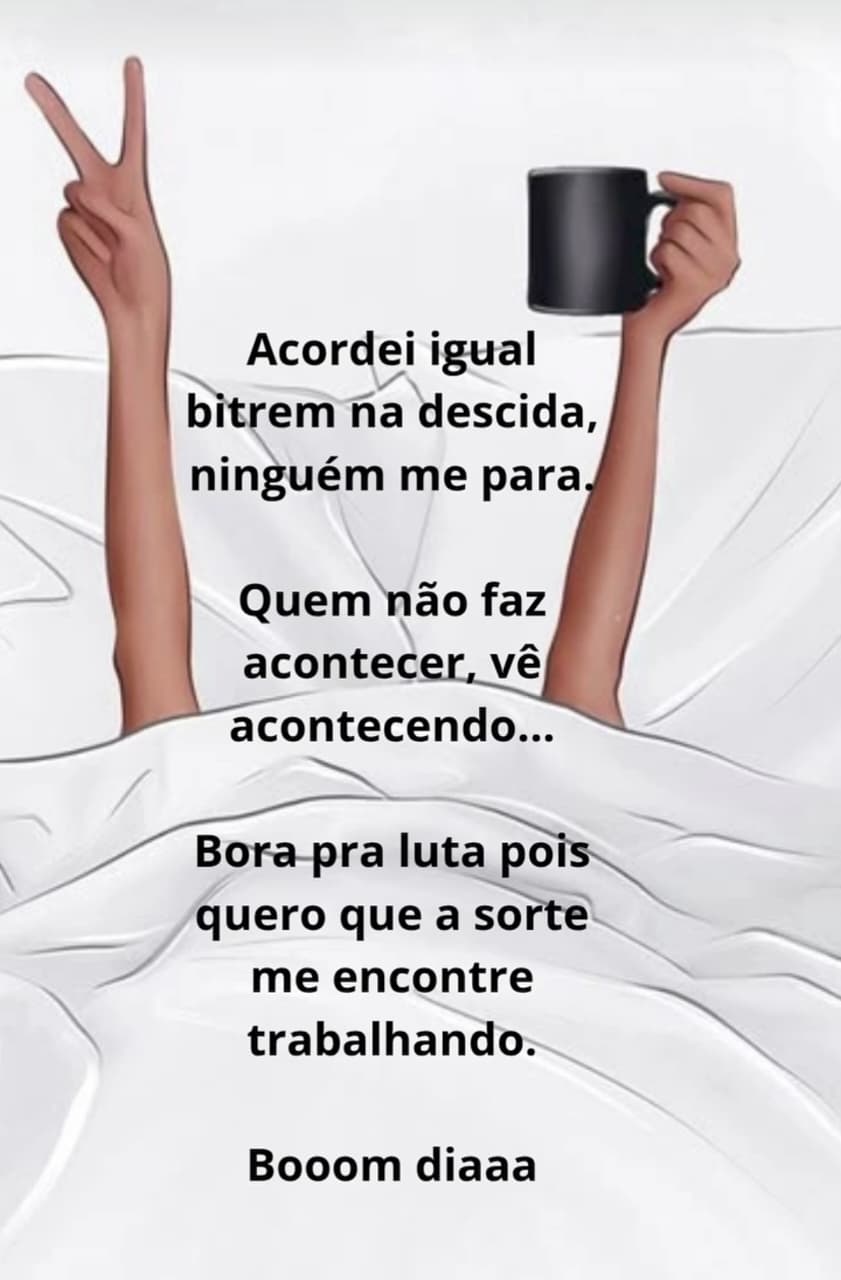 Acordei igual
bitrem na descida,
ninguém me para.
Quem não faz
acontecer, vê
acontecendo...
Bora pra luta pois
quero que a sorte
me encontre
trabalhando.
Booom diaaa